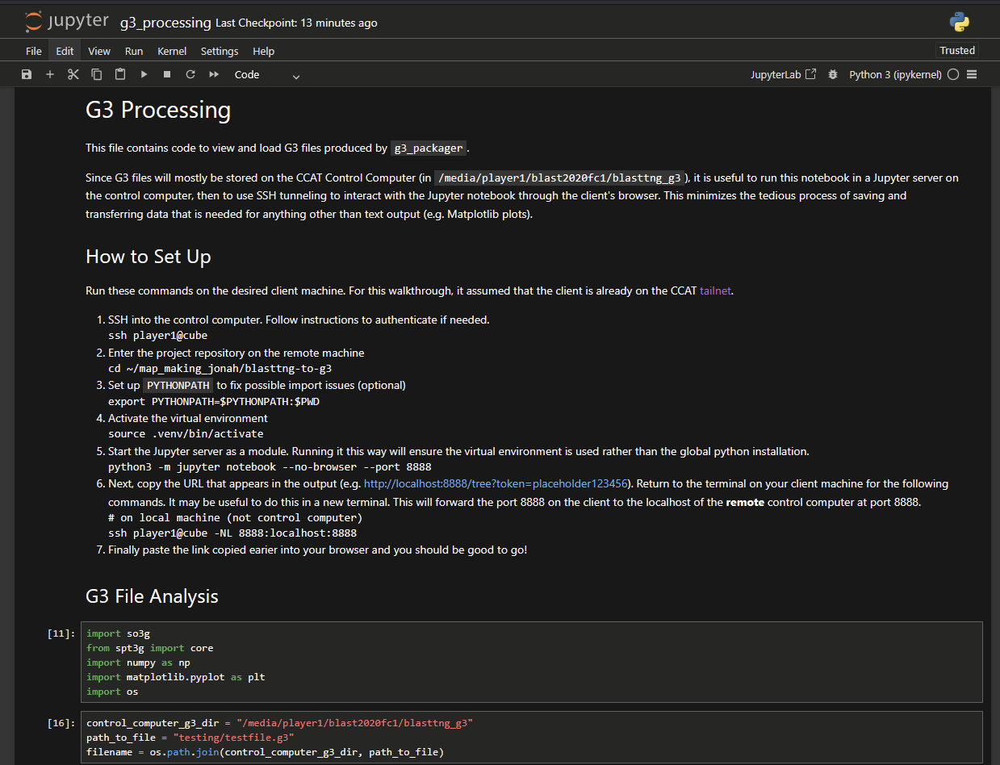 jupyter g3_processing Last Checkpoint: 13 minutes ago
File Edit View Run Kernel Settings Help Trusted
Code JupyterLab Python 3 (ipykernel)
G3 Processing
This file contains code to view and load G3 files produced by g3_packager.
Since G3 files will mostly be stored on the CCAT Control Computer (in /media/player1/blast2020fc1/blasttng_g3), it is useful to run this notebook in a Jupyter server on
the control computer, then to use SSH tunneling to interact with the Jupyter notebook through the client's browser. This minimizes the tedious process of saving and
transferring data that is needed for anything other than text output (e.g. Matplotlib plots).
How to Set Up
Run these commands on the desired client machine. For this walkthrough, it assumed that the client is already on the CCAT tailnet.
1. SSH into the control computer. Follow instructions to authenticate if needed.
ssh player1@cube
2. Enter the project repository on the remote machine
cd ~/map_making_jonah/blasttng-to-g3
3. Set up PYTHONPATH to fix possible import issues (optional)
export PYTHONPATH=$PYTHONPATH:$PWD
4. Activate the virtual environment
source .venv/bin/activate
5. Start the Jupyter server as a module. Running it this way will ensure the virtual environment is used rather than the global python installation.
python3 -m jupyter notebook --no-browser --port 8888
6. Next, copy the URL that appears in the output (e.g. http://localhost:8888/tree?token=placeholder123456). Return to the terminal on your client machine for the following
commands. It may be useful to do this in a new terminal. This will forward the port 8888 on the client to the localhost of the remote control computer at port 8888.
# on local machine (not control computer)
ssh player1@cube -NL 8888:localhost:8888
7. Finally paste the link copied earier into your browser and you should be good to go!
G3 File Analysis
[11]: import so3g
from spt3g import core
import numpy as np
import matplotlib.pyplot as plt
import os
[16]: control_computer_g3_dir = "/media/player1/blast2020fc1/blasttng_g3"
path_to_file = "testing/testfile.g3"
filename = os.path.join(control_computer_g3_dir, path_to_file)